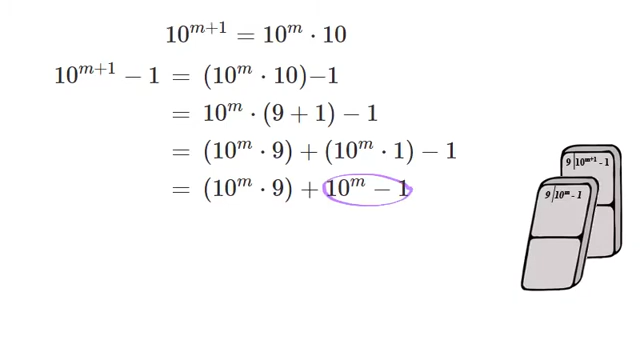 10^{m+1} = 10^m · 10
10^{m+1} − 1 = (10^m · 10)−1
= 10^m · (9 + 1) − 1
= (10^m · 9) + (10^m · 1) − 1
= (10^m · 9) + 10^m − 1
9 | 10^{m+1} - 1
9 | 10^m - 1